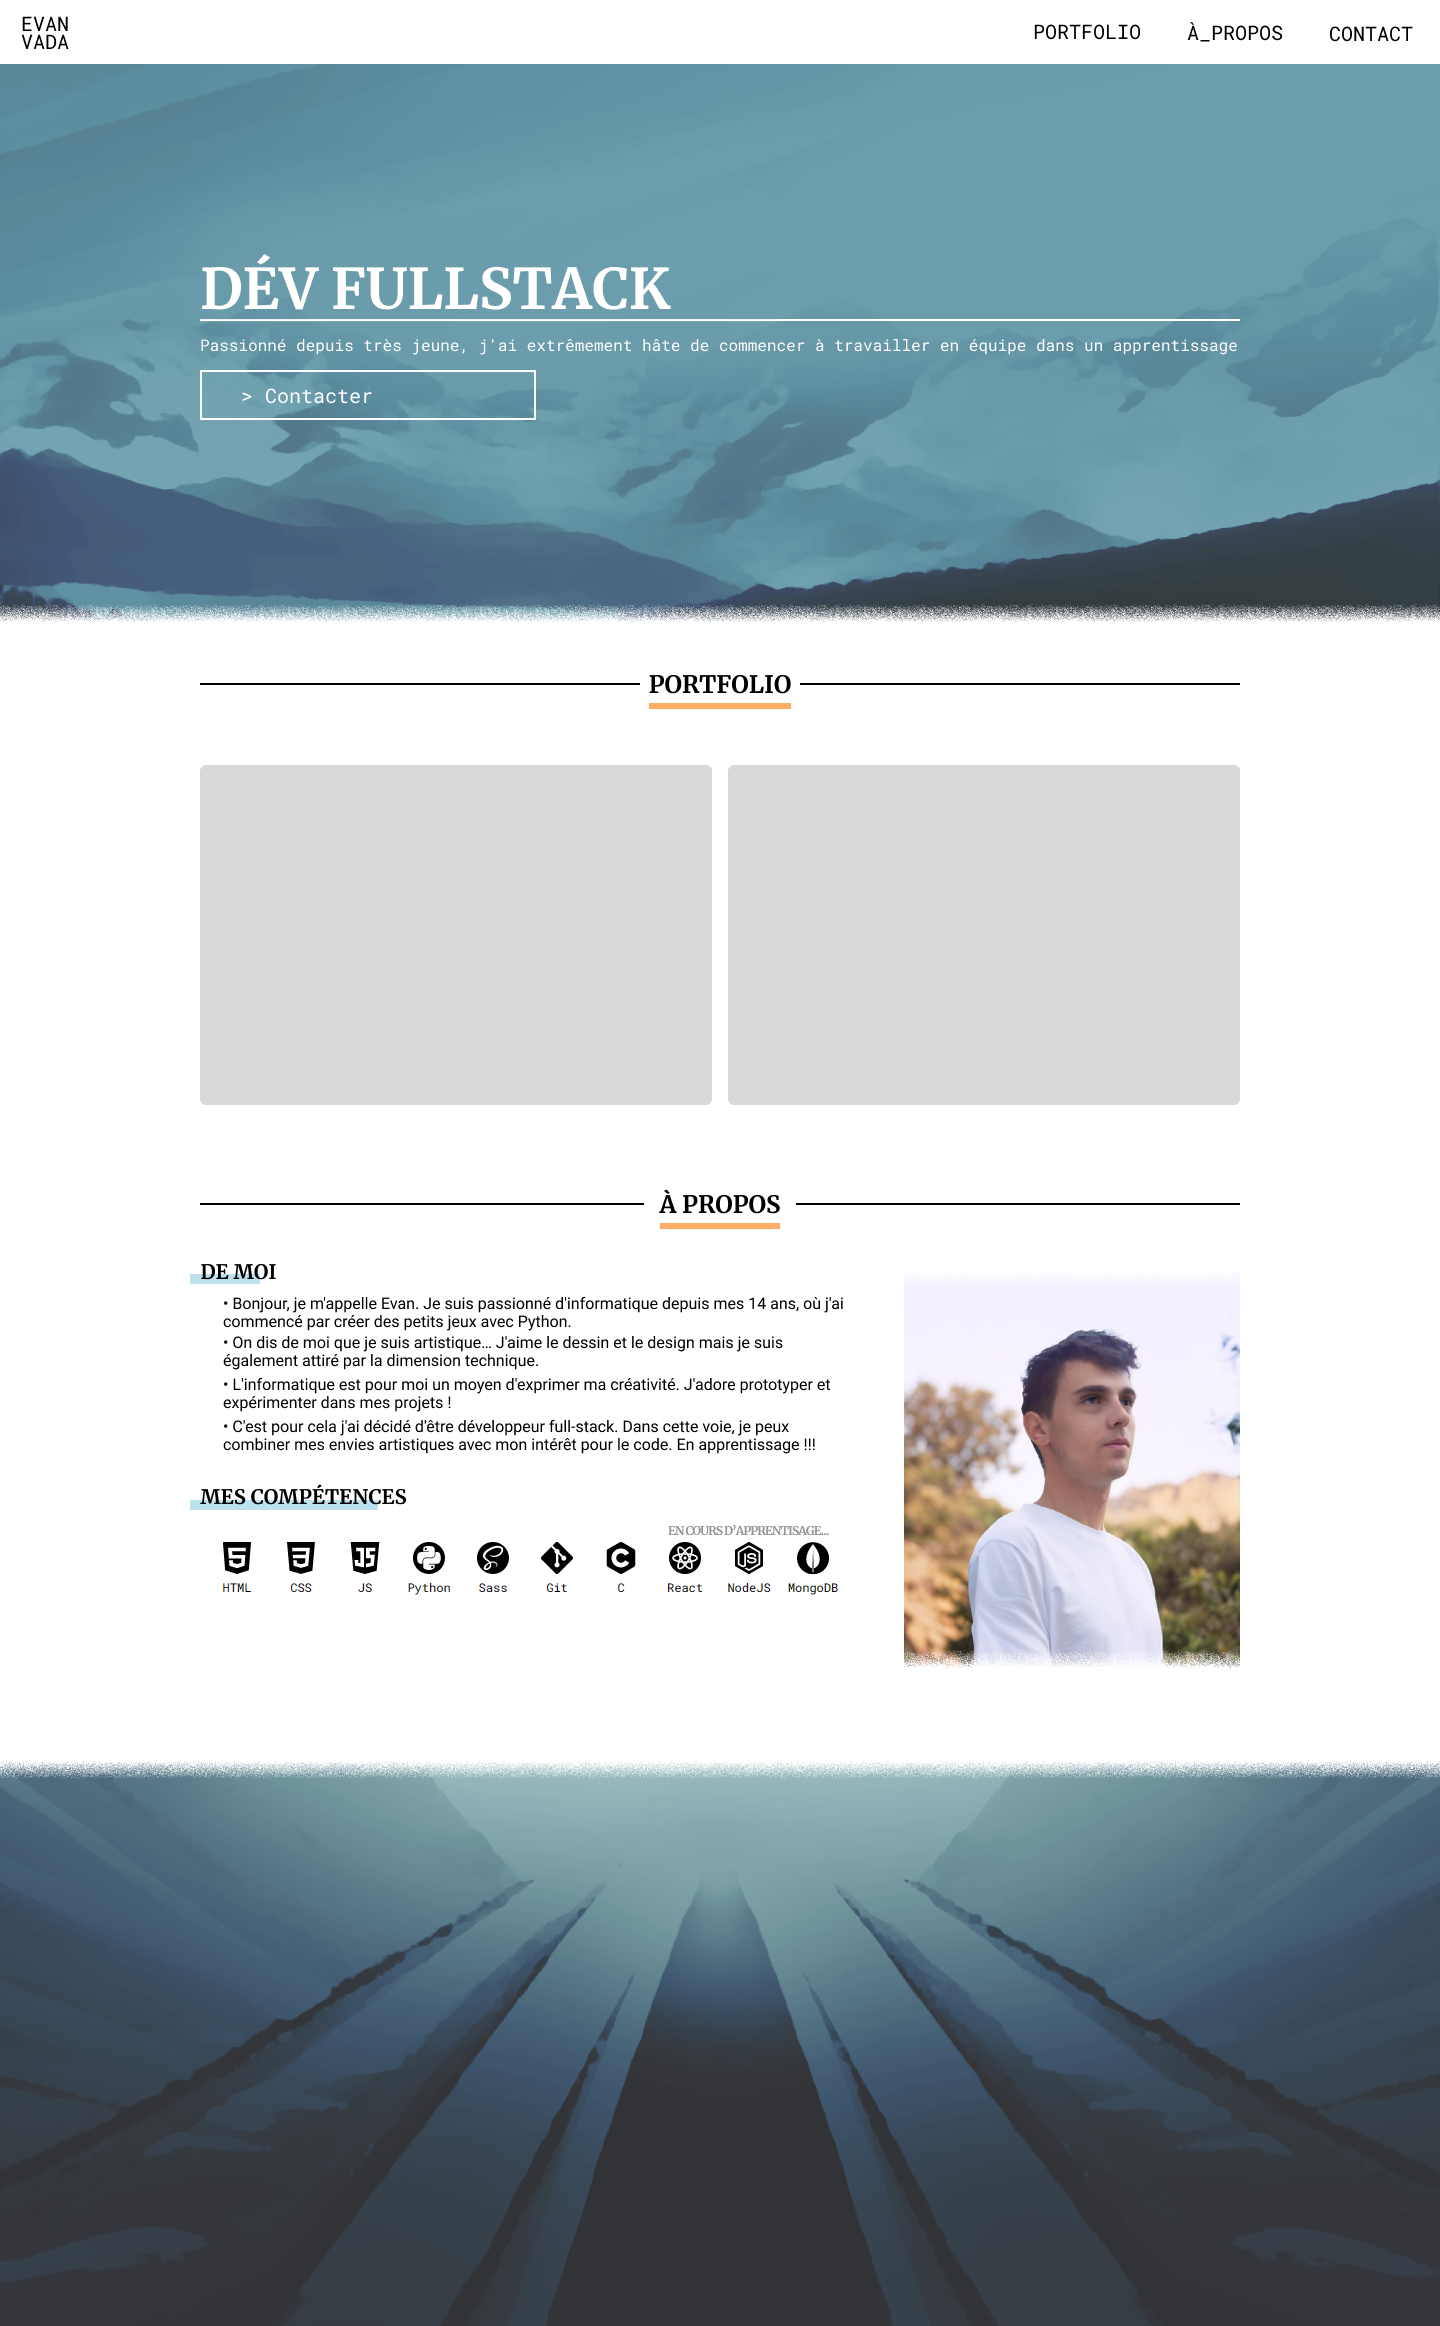 EVAN
VADA
PORTFOLIO
À_PROPOS
CONTACT
DÉV FULLSTACK
Passionné depuis très jeune, j'ai extrêmement hâte de commencer à travailler en équipe dans un apprentissage
> Contacter
PORTFOLIO
À PROPOS
DE MOI
• Bonjour, je m'appelle Evan. Je suis passionné d'informatique depuis mes 14 ans, où j'ai
commencé par créer des petits jeux avec Python.
• On dis de moi que je suis artistique... J'aime le dessin et le design mais je suis
également attiré par la dimension technique.
• L'informatique est pour moi un moyen d'exprimer ma créativité. J'adore prototyper et
expérimenter dans mes projets !
• C'est pour cela j'ai décidé d'être développeur full-stack. Dans cette voie, je peux
combiner mes envies artistiques avec mon intérêt pour le code. En apprentissage !!!
MES COMPÉTENCES
EN COURS D'APPRENTISAGE...
HTML
CSS
JS
Python
Sass
Git
C
React
NodeJS
MongoDB